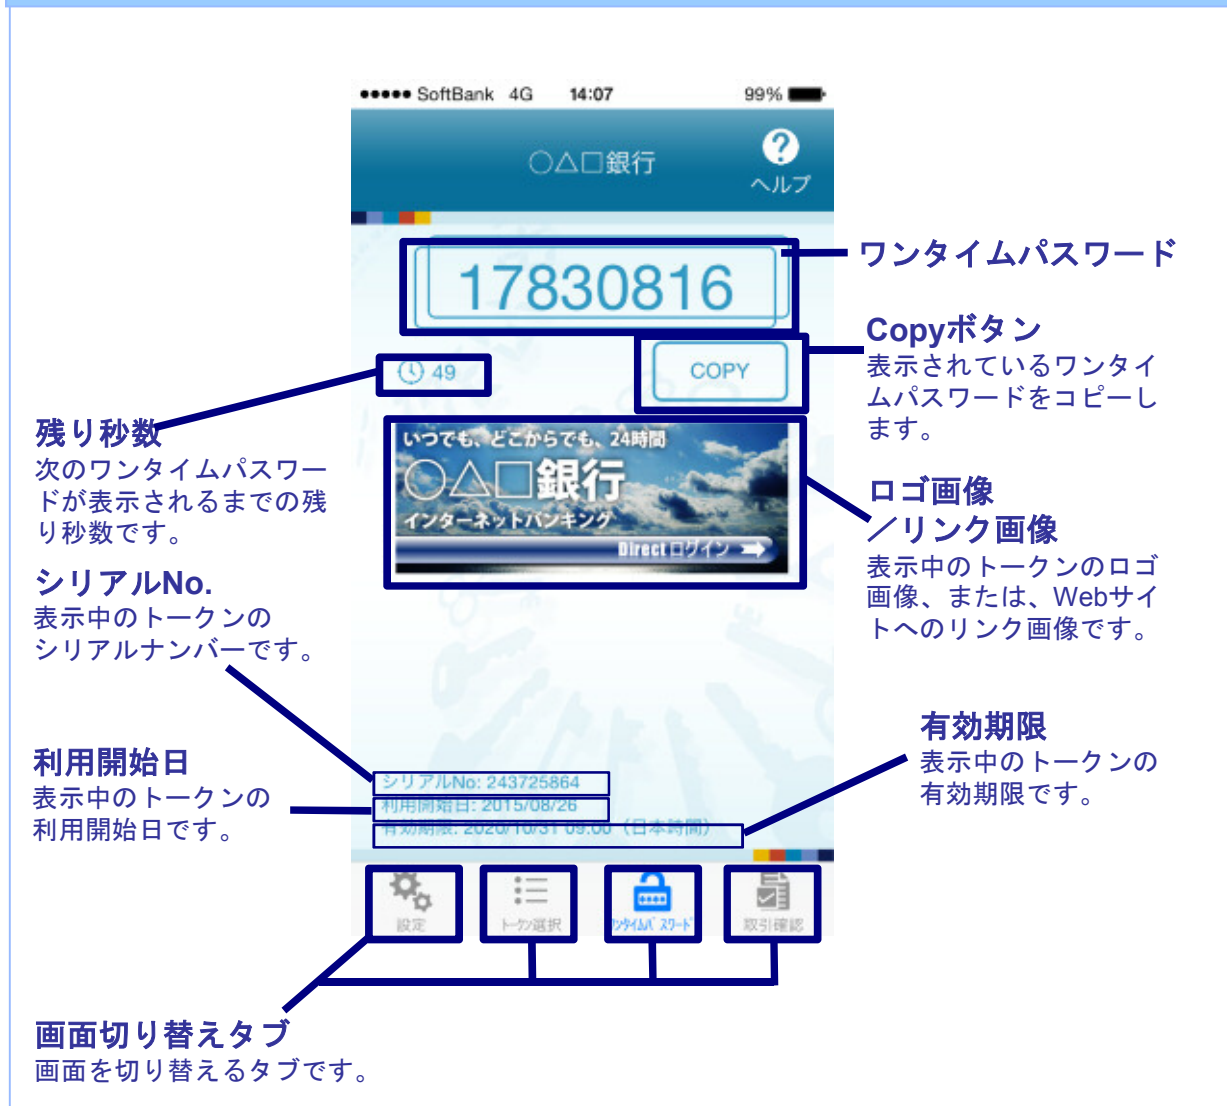 SoftBank 4G 14:07 99%
○△□銀行
ヘルプ
17830816
ワンタイムパスワード
Copyボタン
表示されているワンタイ
ムパスワードをコピーし
ます。
49
COPY
残り秒数
次のワンタイムパスワー
ドが表示されるまでの残
り秒数です。
いつでも、どこからでも、24時間
○△□銀行
インターネットバンキング
Direct ログイン
ロゴ画像
／リンク画像
表示中のトークンのロゴ
画像、または、Webサイ
トへのリンク画像です。
シリアルNo.
表示中のトークンの
シリアルナンバーです。
利用開始日
表示中のトークンの
利用開始日です。
有効期限
表示中のトークンの
有効期限です。
シリアルNo: 243725864
利用開始日: 2015/08/26
有効期限: 2020/10/31 09:00（日本時間）
設定
トークン選択
ワンタイムパスワード
取引確認
画面切り替えタブ
画面を切り替えるタブです。